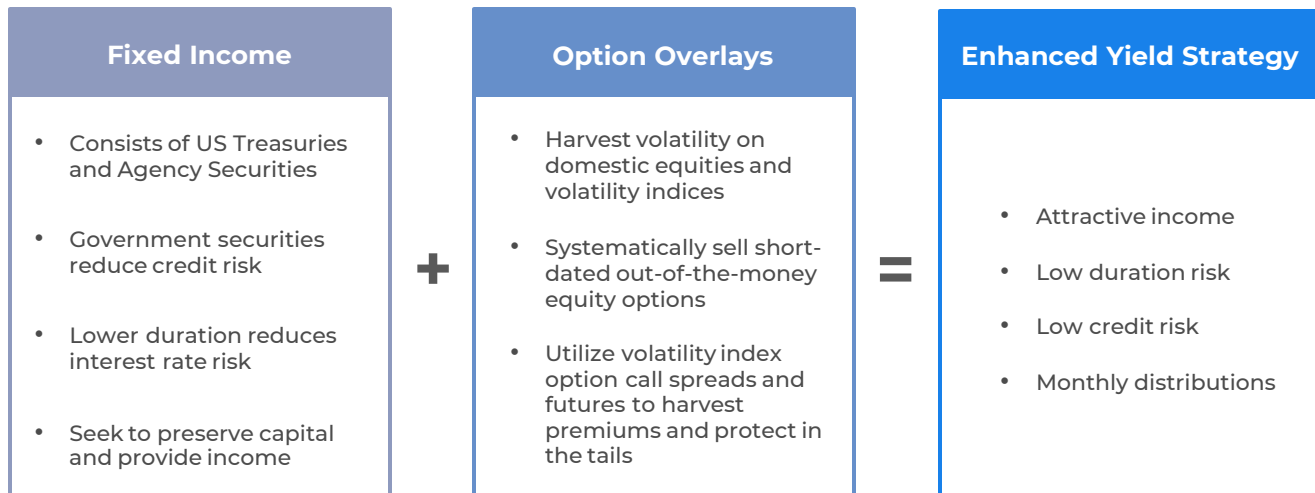 Fixed Income
• Consists of US Treasuries
and Agency Securities
• Government securities
reduce credit risk
• Lower duration reduces
interest rate risk
• Seek to preserve capital
and provide income
+
Option Overlays
• Harvest volatility on
domestic equities and
volatility indices
• Systematically sell short-
dated out-of-the-money
equity options
• Utilize volatility index
option call spreads and
futures to harvest
premiums and protect in
the tails
=
Enhanced Yield Strategy
• Attractive income
• Low duration risk
• Low credit risk
• Monthly distributions